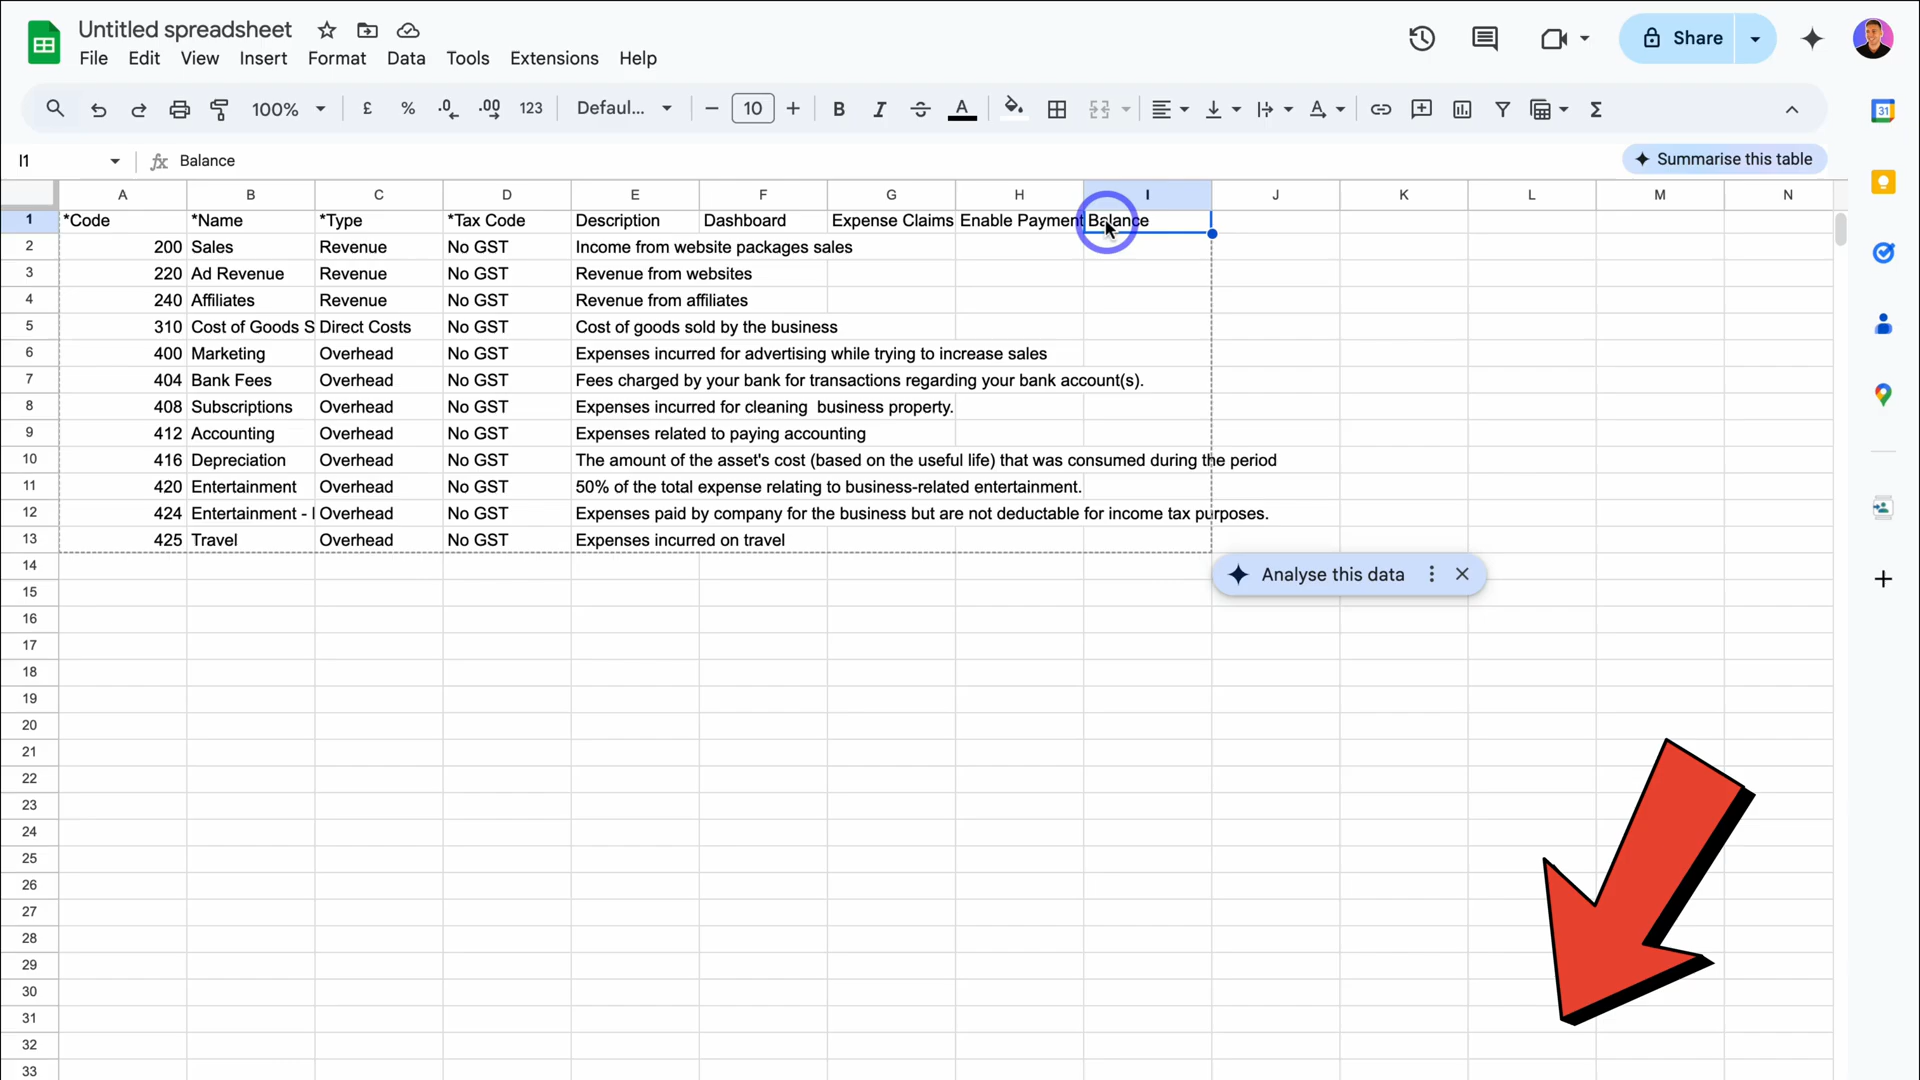 Untitled spreadsheet
File Edit View Insert Format Data Tools Extensions Help
Share
100% £ % .0 .00 123 Defaul... 10 B I S A
31
I1 fx Balance
Summarise this table
A B C D E F G H I J K L M N
1 *Code *Name *Type *Tax Code Description Dashboard Expense Claims Enable Payment Balance
2 200 Sales Revenue No GST Income from website packages sales
3 220 Ad Revenue Revenue No GST Revenue from websites
4 240 Affiliates Revenue No GST Revenue from affiliates
5 310 Cost of Goods S Direct Costs No GST Cost of goods sold by the business
6 400 Marketing Overhead No GST Expenses incurred for advertising while trying to increase sales
7 404 Bank Fees Overhead No GST Fees charged by your bank for transactions regarding your bank account(s).
8 408 Subscriptions Overhead No GST Expenses incurred for cleaning  business property.
9 412 Accounting Overhead No GST Expenses related to paying accounting
10 416 Depreciation Overhead No GST The amount of the asset's cost (based on the useful life) that was consumed during the period
11 420 Entertainment Overhead No GST 50% of the total expense relating to business-related entertainment.
12 424 Entertainment - Overhead No GST Expenses paid by company for the business but are not deductable for income tax purposes.
13 425 Travel Overhead No GST Expenses incurred on travel
14
Analyse this data
15
16
17
18
19
20
21
22
23
24
25
26
27
28
29
30
31
32
33